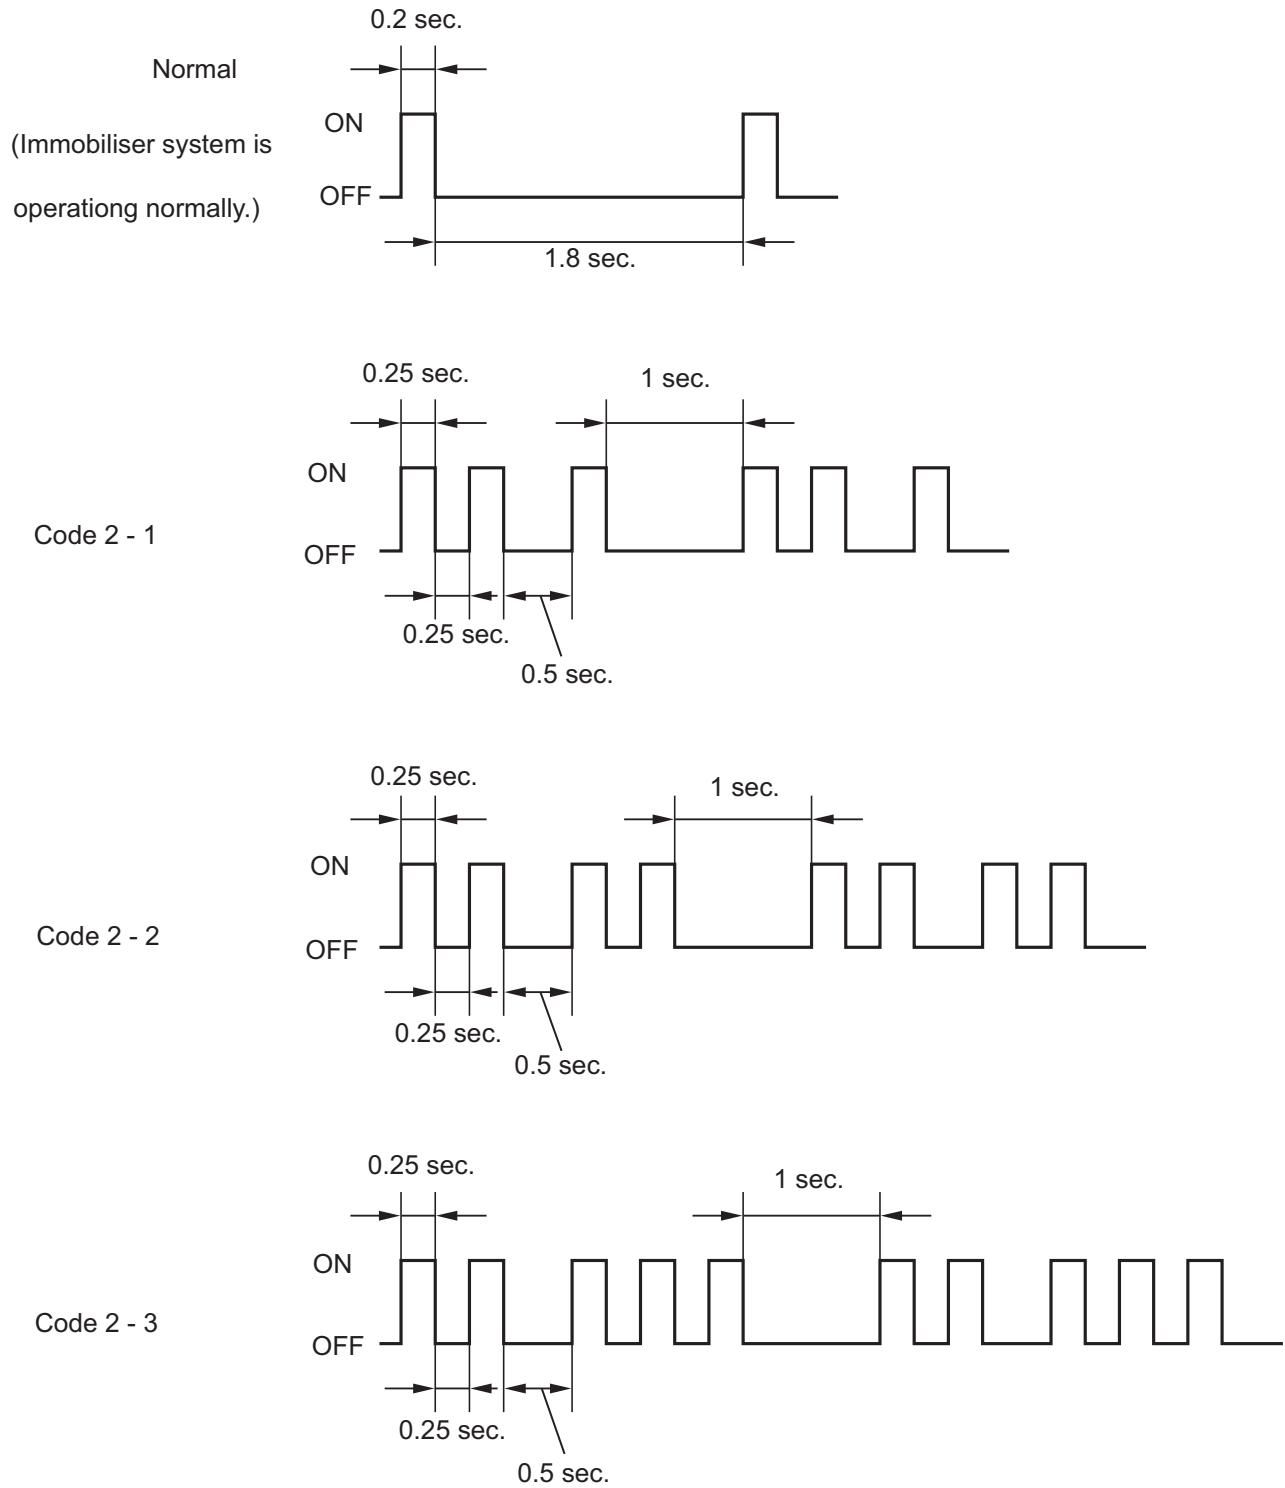 0.2 sec.
Normal
ON
(Immobiliser system is
OFF
operationg normally.)
1.8 sec.
0.25 sec.
1 sec.
ON
Code 2 - 1
OFF
0.25 sec.
0.5 sec.
0.25 sec.
1 sec.
ON
Code 2 - 2
OFF
0.25 sec.
0.5 sec.
0.25 sec.
1 sec.
ON
Code 2 - 3
OFF
0.25 sec.
0.5 sec.